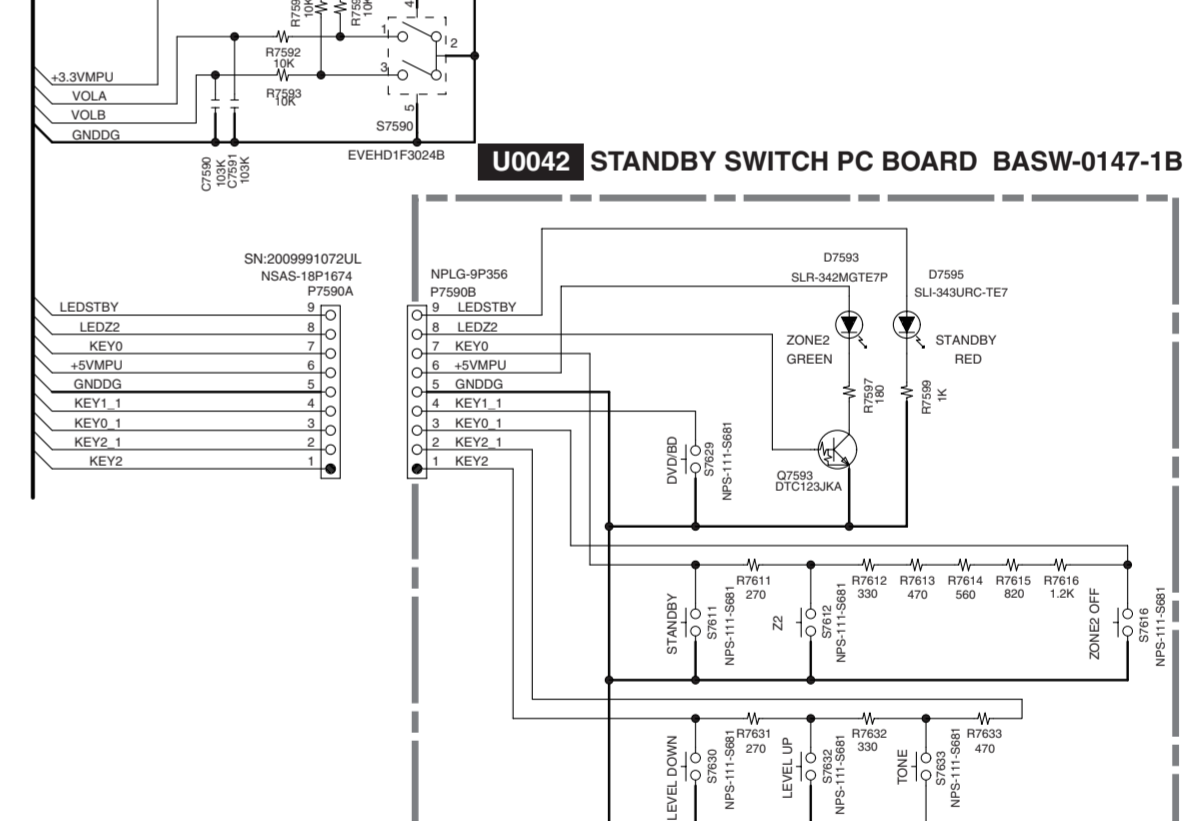 R7592
10K
R7593
10K
+3.3VMPU
VOLA
VOLB
GNDDG
C7590
103K
C7591
103K
4
1
2
3
5
S7590
EVEHD1F3024B
U0042 STANDBY SWITCH PC BOARD BASW-0147-1B
SN:2009991072UL
NSAS-18P1674
P7590A
LEDSTBY 9
LEDZ2 8
KEY0 7
+5VMPU 6
GNDDG 5
KEY1_1 4
KEY0_1 3
KEY2_1 2
KEY2 1
NPLG-9P356
P7590B
9 LEDSTBY
8 LEDZ2
7 KEY0
6 +5VMPU
5 GNDDG
4 KEY1_1
3 KEY0_1
2 KEY2_1
1 KEY2
D7593
SLR-342MGTE7P
D7595
SLI-343URC-TE7
ZONE2
GREEN
STANDBY
RED
R7597
180
R7599
1K
Q7593
DTC123JKA
DVD/BD
S7629
NPS-111-S681
R7611
270
R7612
330
R7613
470
R7614
560
R7615
820
R7616
1.2K
STANDBY
S7611
NPS-111-S681
Z2
S7612
NPS-111-S681
ZONE2 OFF
S7616
NPS-111-S681
R7631
270
R7632
330
R7633
470
LEVEL DOWN
S7630
NPS-111-S681
LEVEL UP
S7632
NPS-111-S681
TONE
S7633
NPS-111-S681